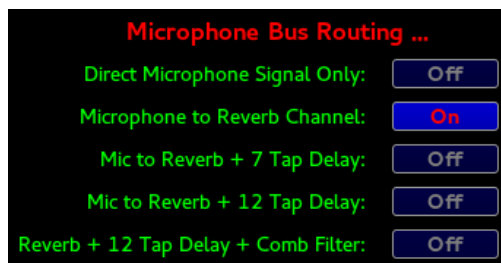 Microphone Bus Routing ...
Direct Microphone Signal Only: Off
Microphone to Reverb Channel: On
Mic to Reverb + 7 Tap Delay: Off
Mic to Reverb + 12 Tap Delay: Off
Reverb + 12 Tap Delay + Comb Filter: Off